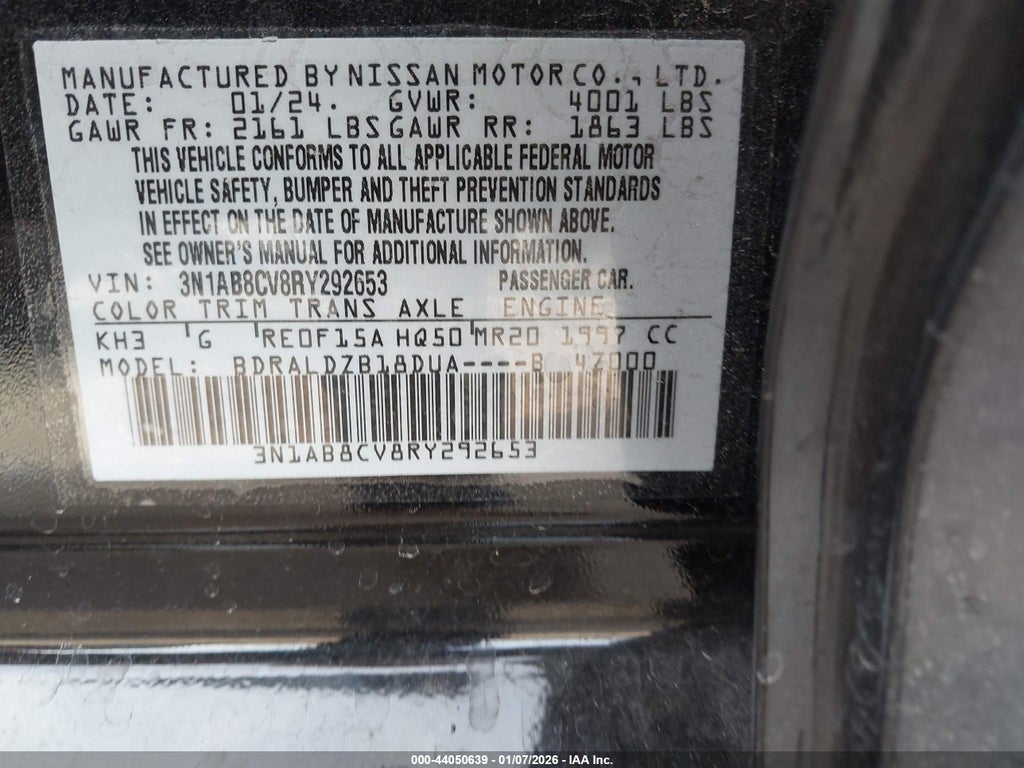 MANUFACTURED BY NISSAN MOTOR CO., LTD.
DATE: 01/24. GVWR: 4001 LBS
GAWR FR: 2161 LBS GAWR RR: 1863 LBS
THIS VEHICLE CONFORMS TO ALL APPLICABLE FEDERAL MOTOR
VEHICLE SAFETY, BUMPER AND THEFT PREVENTION STANDARDS
IN EFFECT ON THE DATE OF MANUFACTURE SHOWN ABOVE.
SEE OWNER'S MANUAL FOR ADDITIONAL INFORMATION.
VIN: 3N1AB8CV8RY292653 PASSENGER CAR.
COLOR TRIM TRANS AXLE ENGINE
KH3 G RE0F15A HQ50 MR20 1997 CC
MODEL: BDRALDZB18DUA----B 4Z000
3N1AB8CV8RY292653
000-44050639 - 01/07/2026 - IAA Inc.